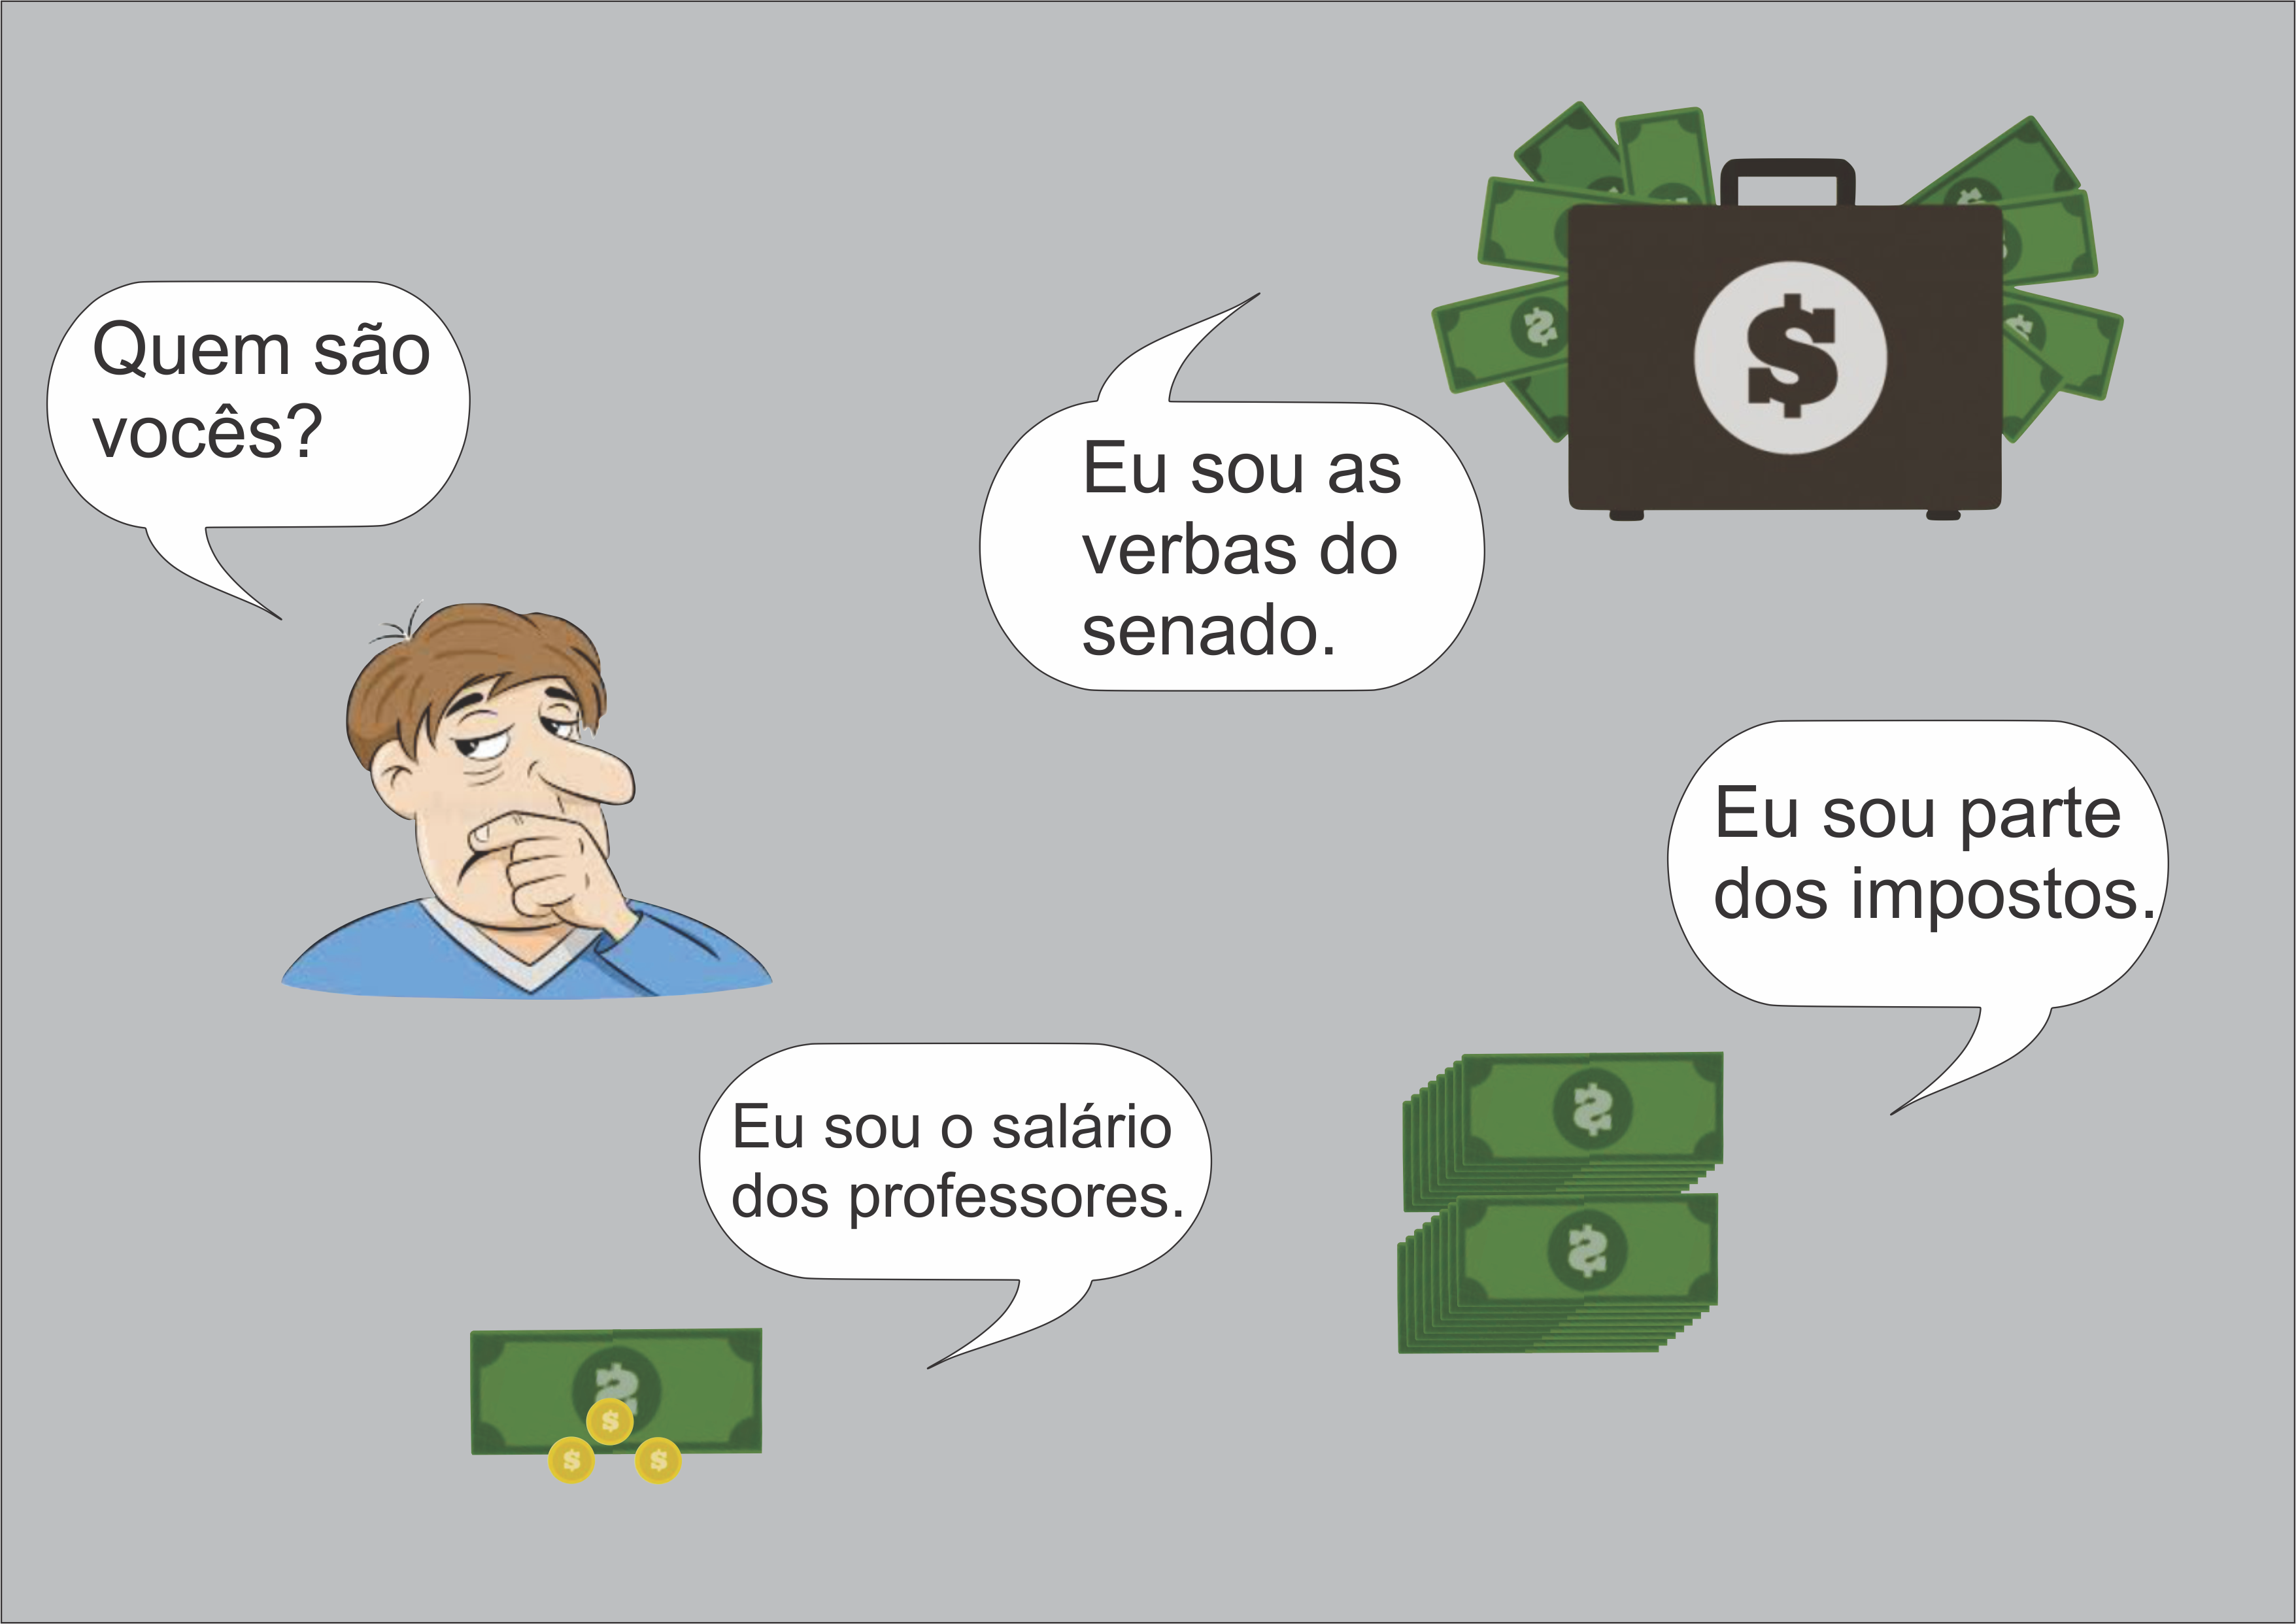 Quem são
vocês?
Eu sou as
verbas do
senado.
Eu sou parte
dos impostos.
Eu sou o salário
dos professores.